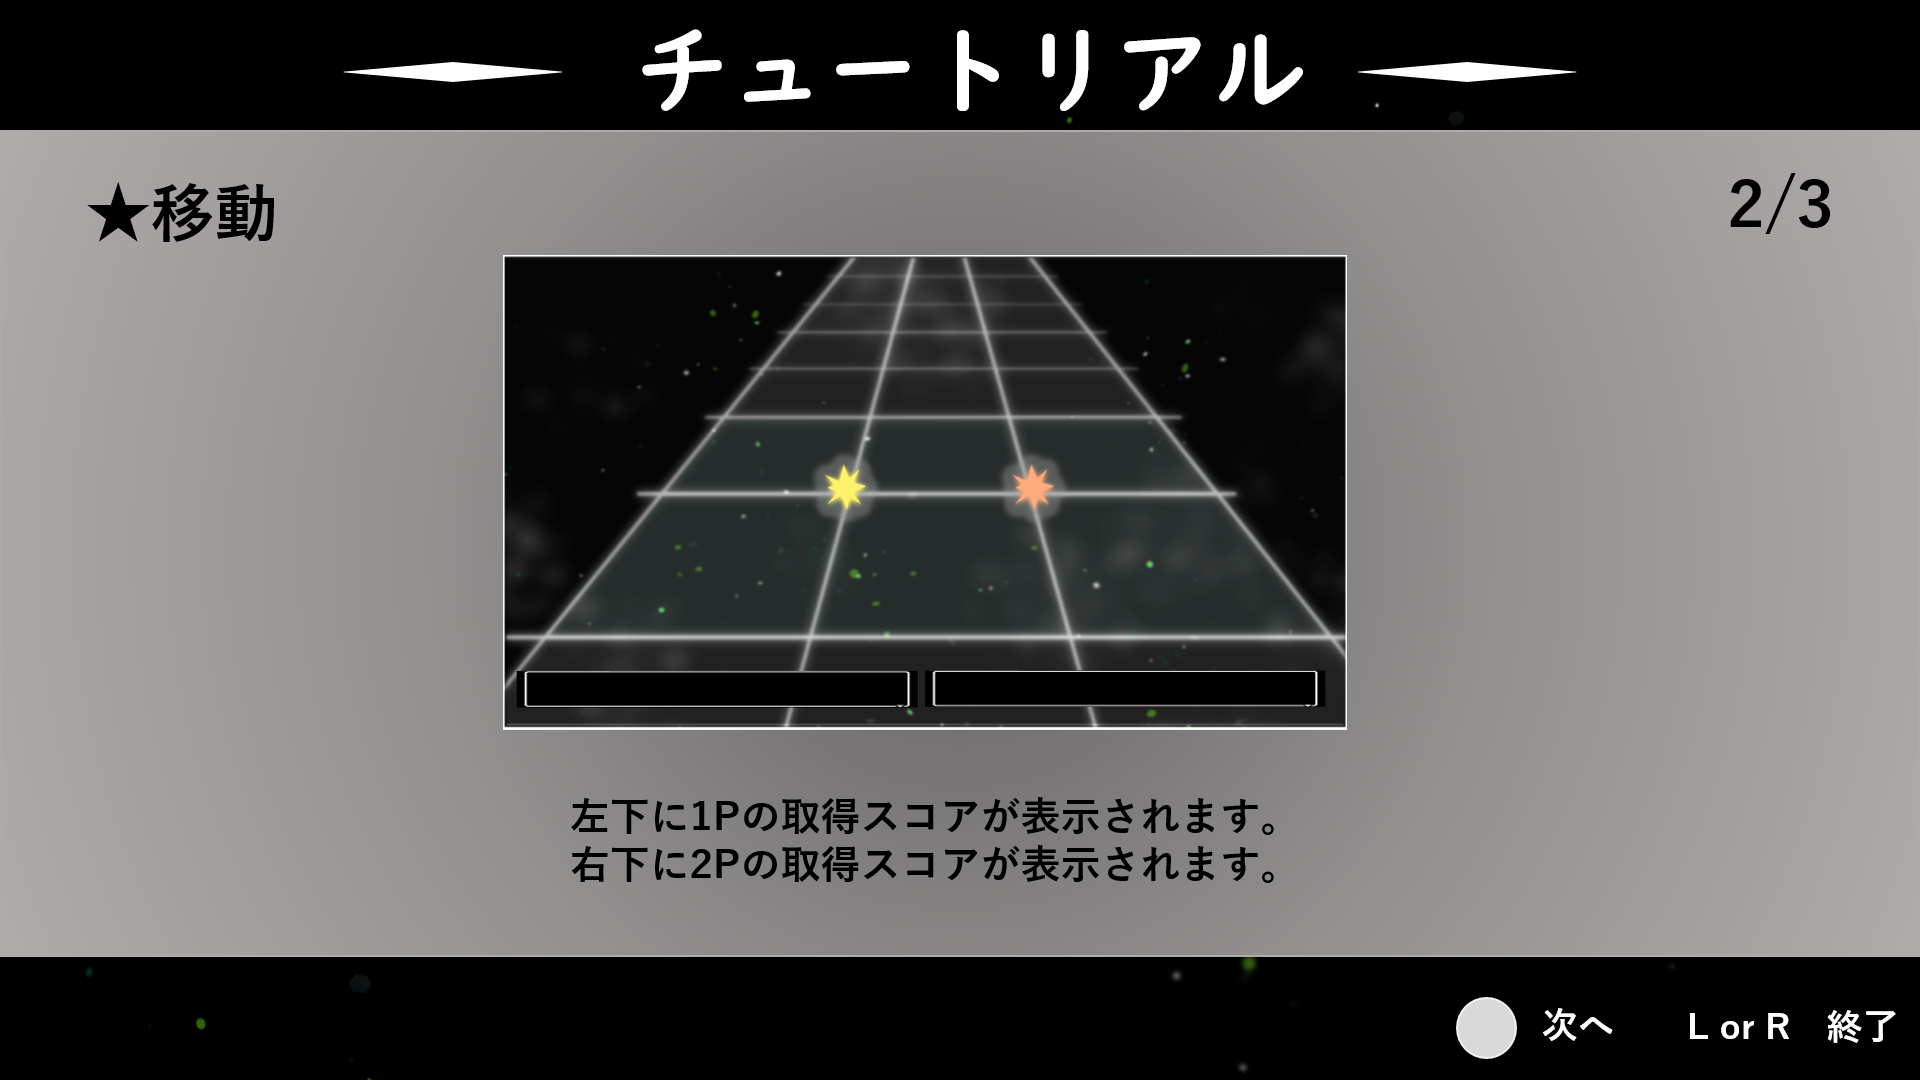 チュートリアル
★移動
2/3
左下に1Pの取得スコアが表示されます。
右下に2Pの取得スコアが表示されます。
次へ
L or R 終了